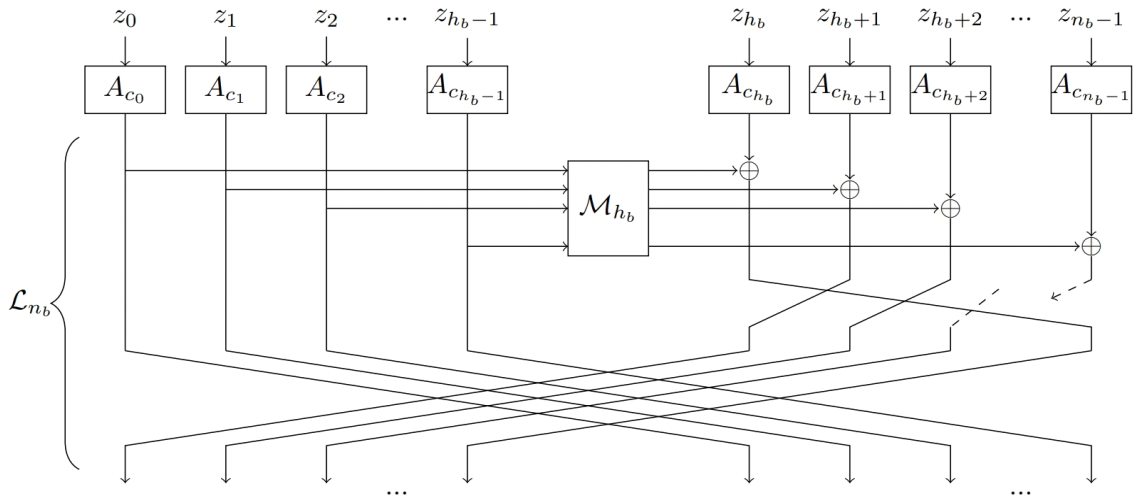 z_0 z_1 z_2 ... z_{h_b-1} z_{h_b} z_{h_b+1} z_{h_b+2} ... z_{n_b-1}
A_{c_0} A_{c_1} A_{c_2} A_{c_{h_b-1}} A_{c_{h_b}} A_{c_{h_b+1}} A_{c_{h_b+2}} A_{c_{n_b-1}}
ℳ_{h_b}
ℒ_{n_b}
... ...